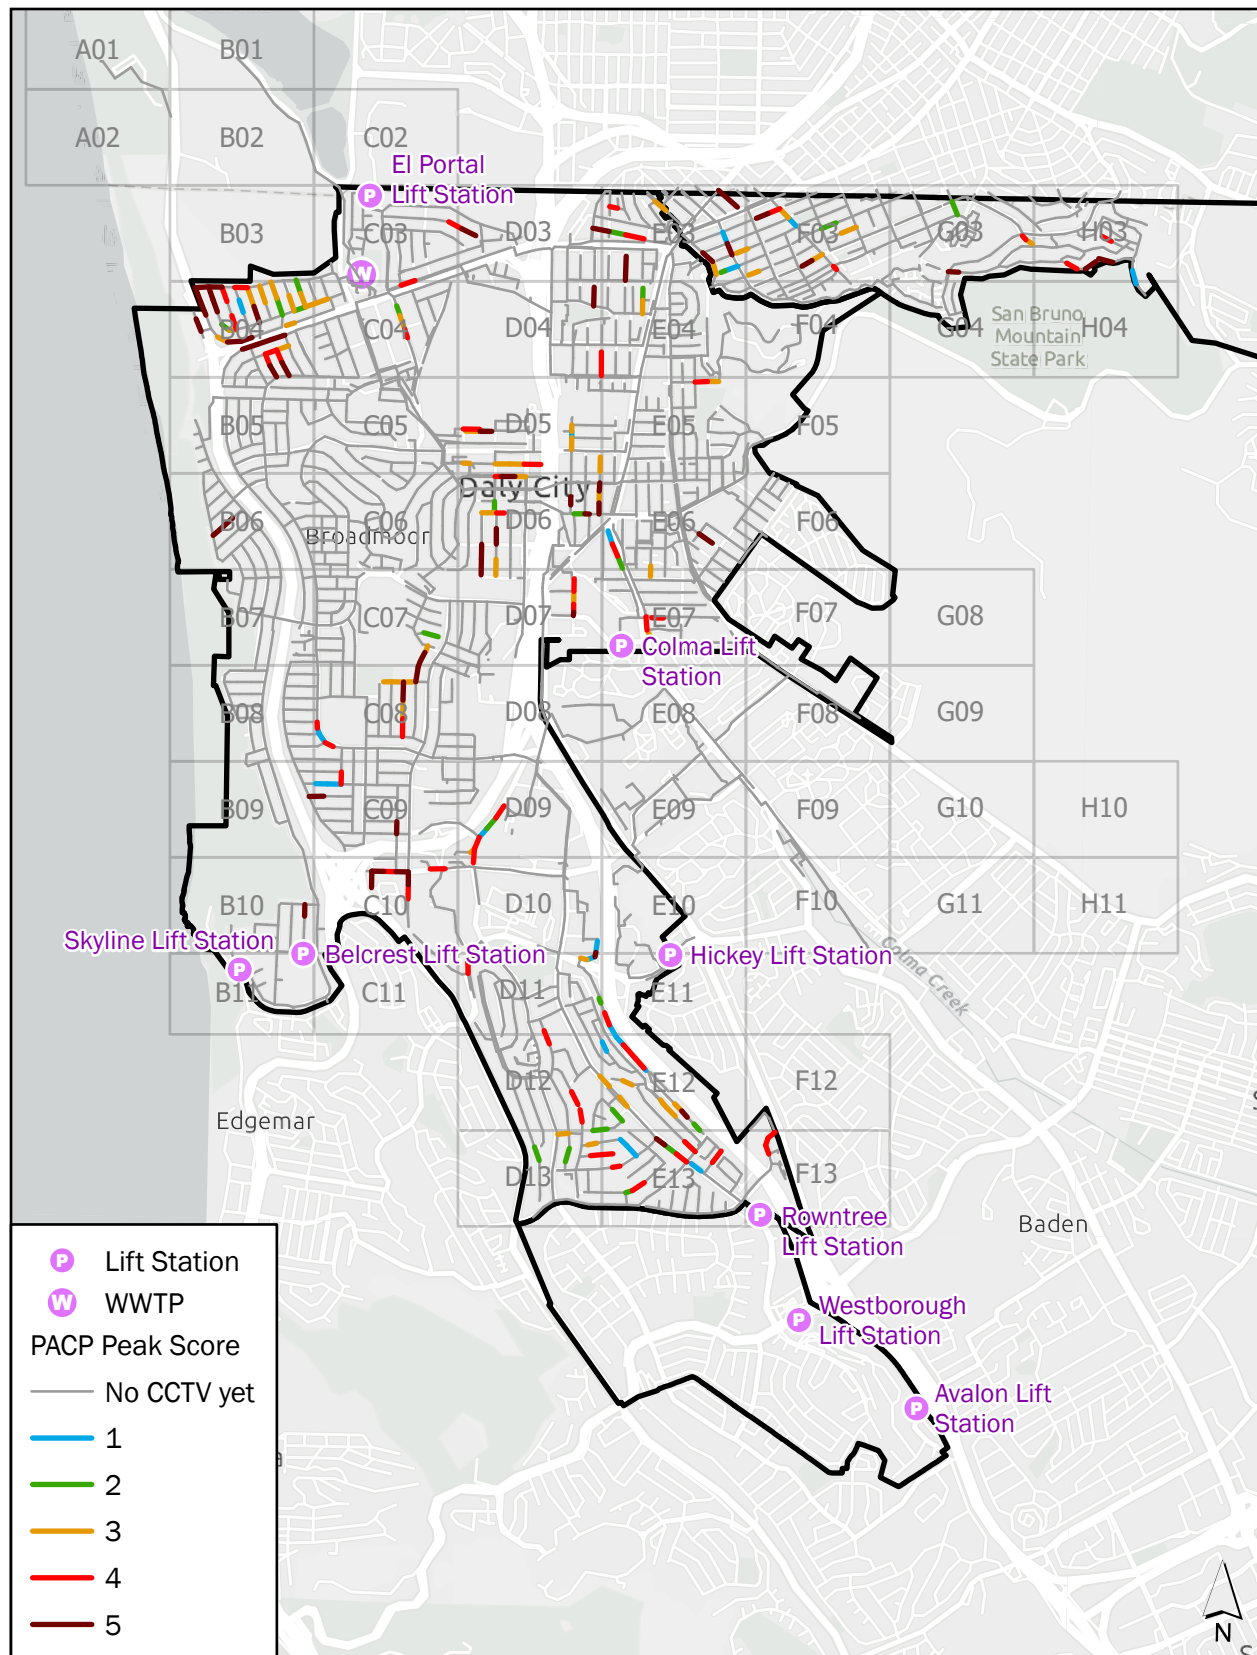 A01
B01
A02
B02
C02
El Portal
Lift Station
B03
C03
D03
E03
F03
G03
H03
W
B04
C04
D04
E04
F04
G04
H04
San Bruno
Mountain
State Park
B05
C05
D05
E05
F05
Daly City
B06
C06
D06
E06
F06
Broadmoor
B07
C07
D07
E07
F07
G08
P
Colma Lift
Station
B08
C08
D08
E08
F08
G09
B09
C09
D09
E09
F09
G10
H10
B10
C10
D10
E10
F10
G11
H11
Skyline Lift Station
P
Belcrest Lift Station
P
Hickey Lift Station
P
Colma Creek
B11
C11
D11
E11
D12
E12
F12
Edgemar
D13
E13
F13
P
Rowntree
Lift Station
Baden
P
Westborough
Lift Station
P
Avalon Lift
Station
P Lift Station
W WWTP
PACP Peak Score
No CCTV yet
1
2
3
4
5
N